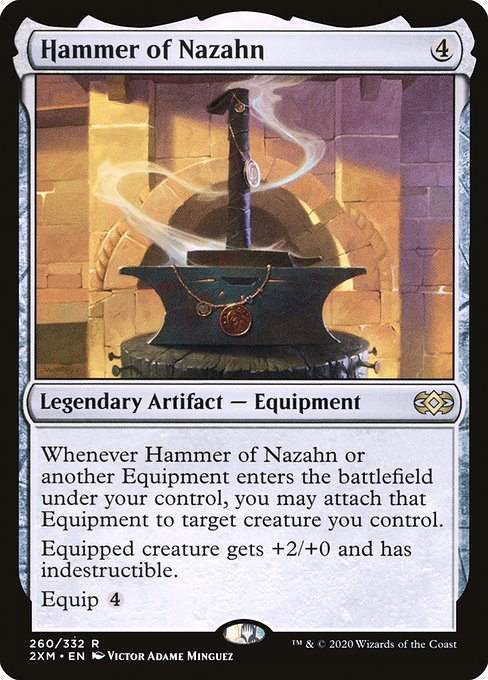 Hammer of Nazahn 4
Legendary Artifact — Equipment
Whenever Hammer of Nazahn or
another Equipment enters the battlefield
under your control, you may attach that
Equipment to target creature you control.
Equipped creature gets +2/+0 and has
indestructible.
Equip 4
260/332 R
2XM • EN Victor Adame Minguez
™ & © 2020 Wizards of the Coast